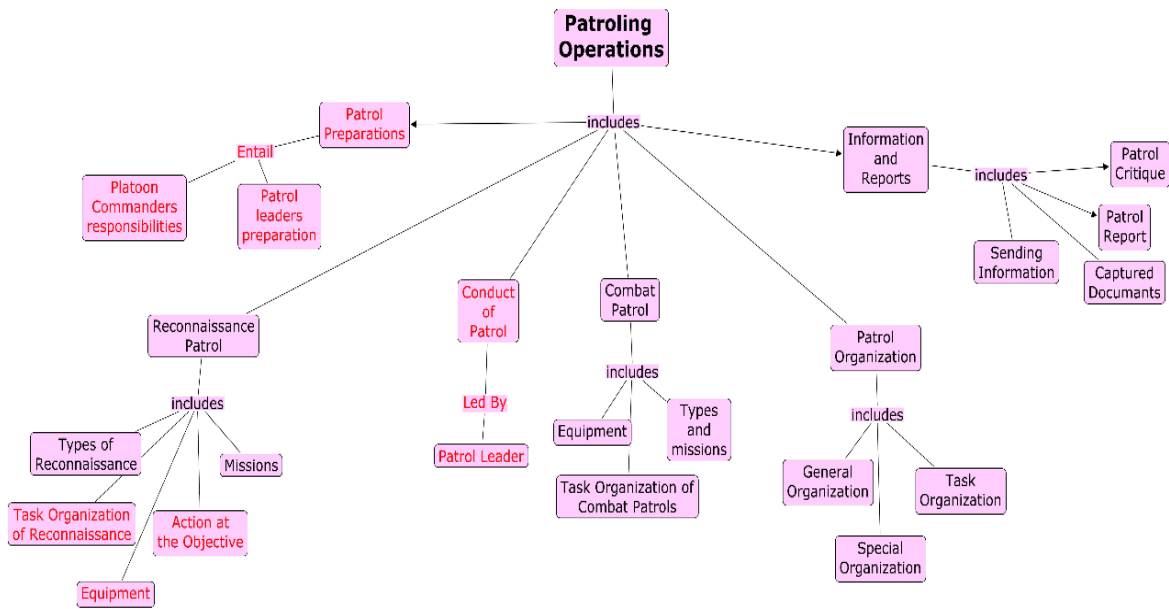 Patroling
Operations
Patrol
Preparations
includes
Information
and
Reports
Patrol
Critique
Entail
includes
Platoon
Commanders
responsibilities
Patrol
leaders
preparation
Patrol
Report
Sending
Information
Captured
Documants
Reconnaissance
Patrol
Conduct
of
Patrol
Combat
Patrol
Patrol
Organization
includes
Led By
includes
includes
Types of
Reconnaissance
Missions
Patrol Leader
Equipment
Types
and
missions
General
Organization
Task
Organization
Task Organization
of Reconnaissance
Action at
the Objective
Task Organization of
Combat Patrols
Special
Organization
Equipment